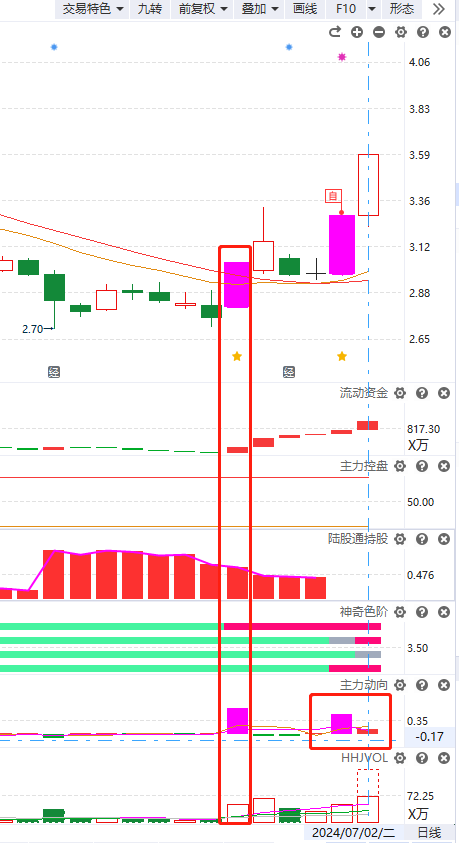 交易特色 九转 前复权 叠加 画线 F10 形态
4.06
3.83
3.59
自
3.36
3.12
2.88
2.70
2.65
经 经
流动资金
817.30
X万
主力控盘
50.00
陆股通持股
0.476
神奇色阶
3.50
主力动向
0.35
-0.17
HHJVOL
72.25
X万
2024/07/02/二 日线